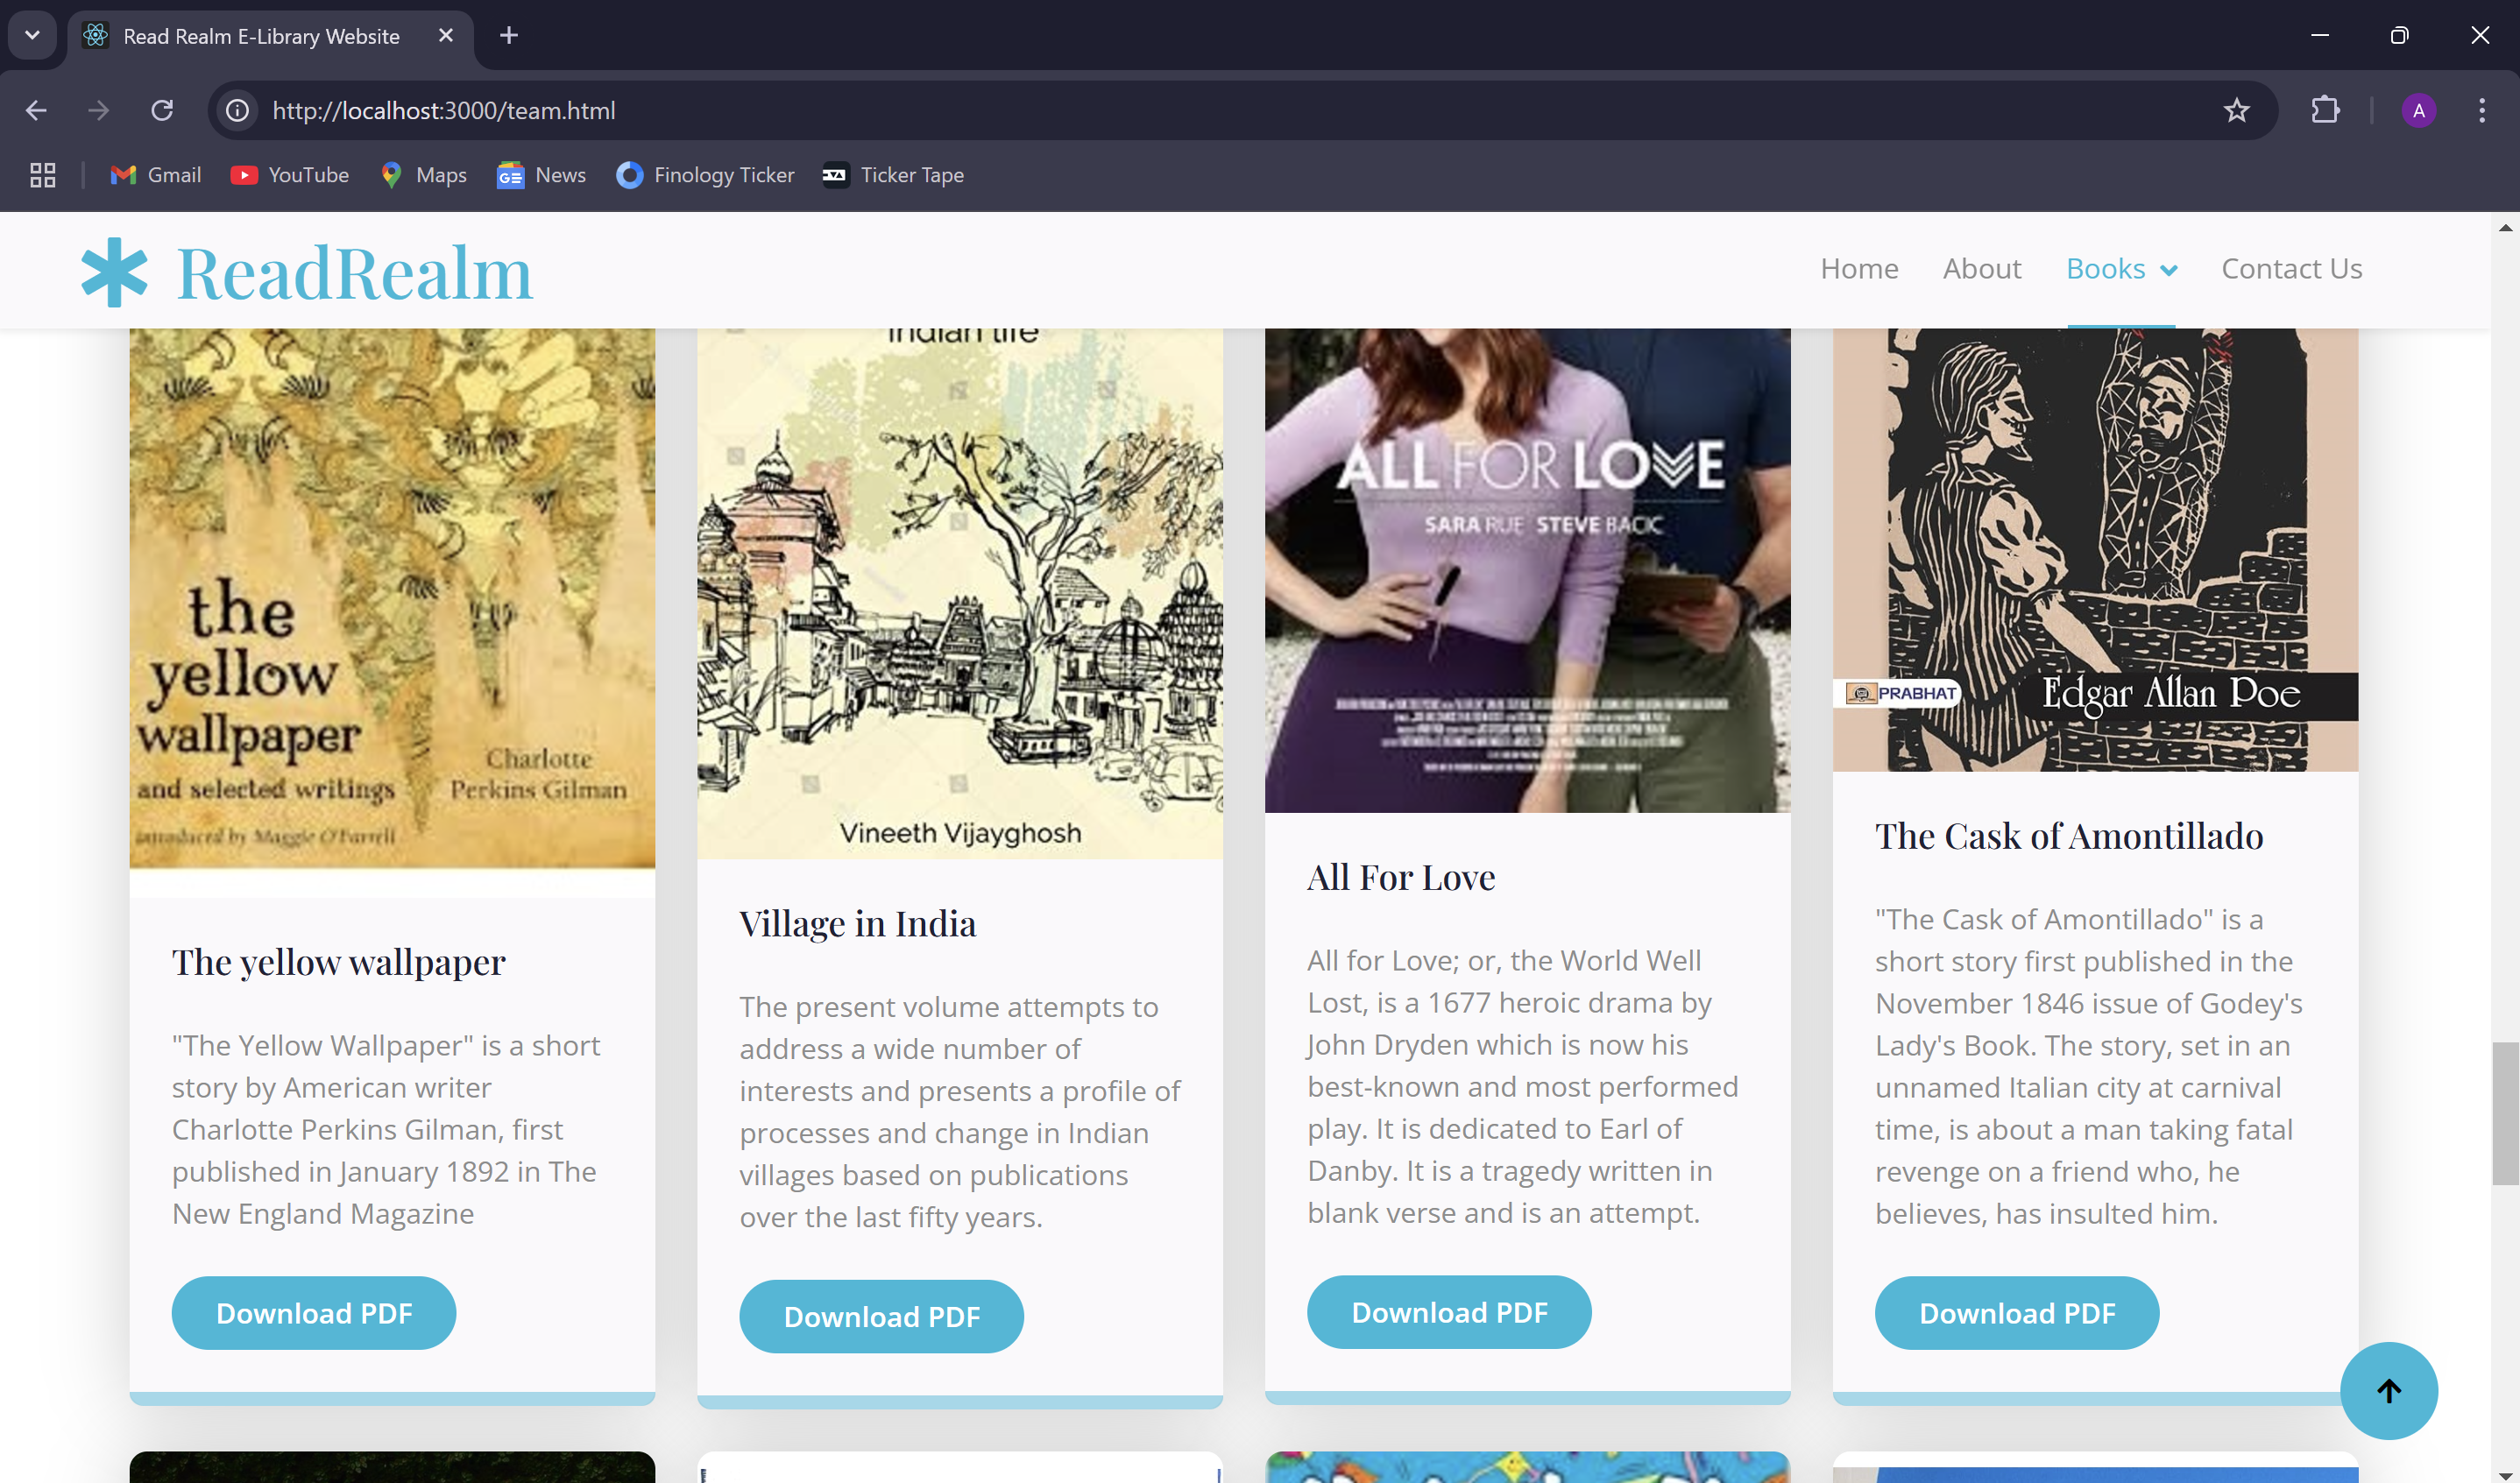 Read Realm E-Library Website
http://localhost:3000/team.html
A
Gmail
YouTube
Maps
News
Finology Ticker
Ticker Tape
ReadRealm
Home
About
Books
Contact Us
the
yellow
wallpaper
and selected writings
Charlotte
Perkins Gilman
introduced by Maggie O'Farrell
The yellow wallpaper
"The Yellow Wallpaper" is a short
story by American writer
Charlotte Perkins Gilman, first
published in January 1892 in The
New England Magazine
Download PDF
Indian life
Vineeth Vijayghosh
Village in India
The present volume attempts to
address a wide number of
interests and presents a profile of
processes and change in Indian
villages based on publications
over the last fifty years.
Download PDF
ALL FOR LOVE
SARA RUE STEVE BACIC
All For Love
All for Love; or, the World Well
Lost, is a 1677 heroic drama by
John Dryden which is now his
best-known and most performed
play. It is dedicated to Earl of
Danby. It is a tragedy written in
blank verse and is an attempt.
Download PDF
PRABHAT
Edgar Allan Poe
The Cask of Amontillado
"The Cask of Amontillado" is a
short story first published in the
November 1846 issue of Godey's
Lady's Book. The story, set in an
unnamed Italian city at carnival
time, is about a man taking fatal
revenge on a friend who, he
believes, has insulted him.
Download PDF